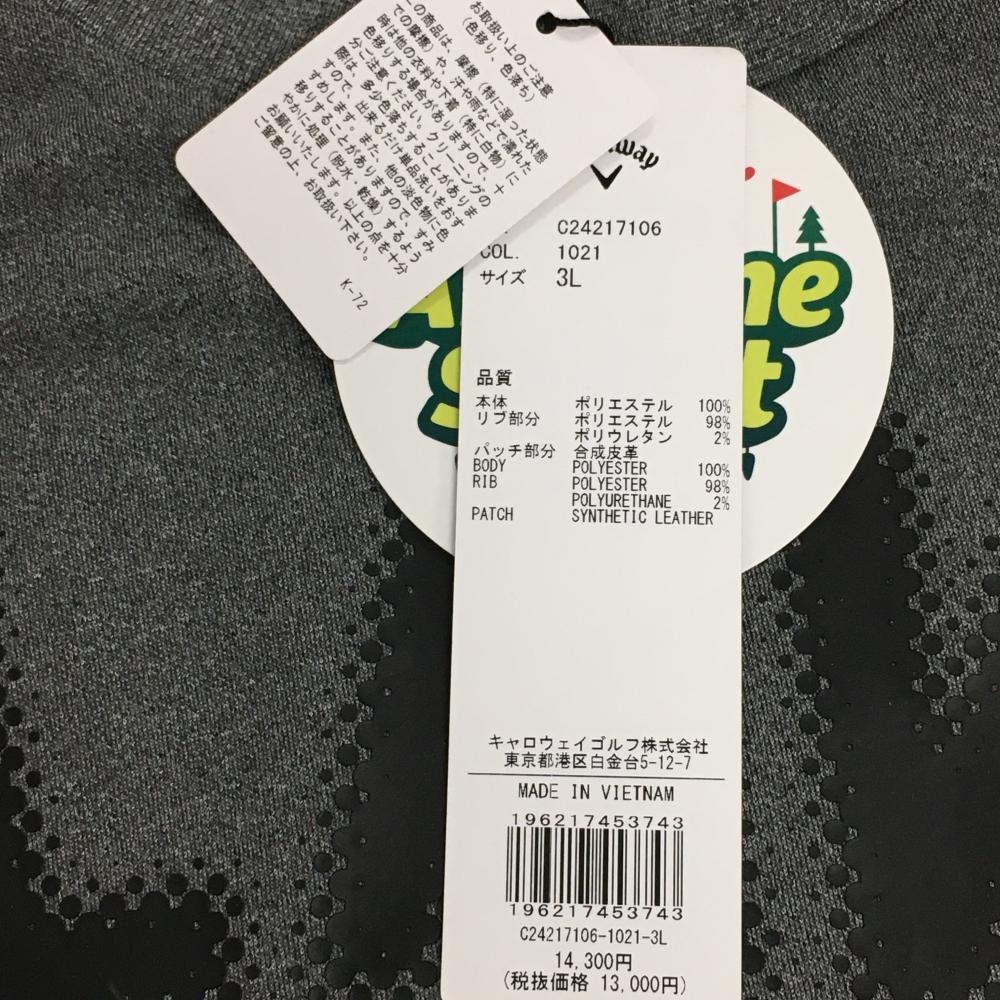 お取扱い上のご注意
(色移り、色落ち)
この商品は、摩擦(特に湿った状態
での摩擦)や、汗や雨などで濡れた
時は他の衣料や下着(特に白物)に
色移りする場合がありますので、十
分ご注意ください。クリーニングの
際は、多少色落ちすることがありま
すので、出来るだけ単品洗いをおす
すめします。また、他の淡色物に色
移りすることがありますので、すみ
やかに処理(脱水、乾燥)するよう
お願いいたします。以上の点を十分
ご留意の上、お取扱い下さい。
K-72
C24217106
COL. 1021
サイズ 3L
品質
本体 ポリエステル 100%
リブ部分 ポリエステル 98%
ポリウレタン 2%
パッチ部分 合成皮革
BODY POLYESTER 100%
RIB POLYESTER 98%
POLYURETHANE 2%
PATCH SYNTHETIC LEATHER
キャロウェイゴルフ株式会社
東京都港区白金台5-12-7
MADE IN VIETNAM
196217453743
196217453743
C24217106-1021-3L
14,300円
(税抜価格 13,000円)